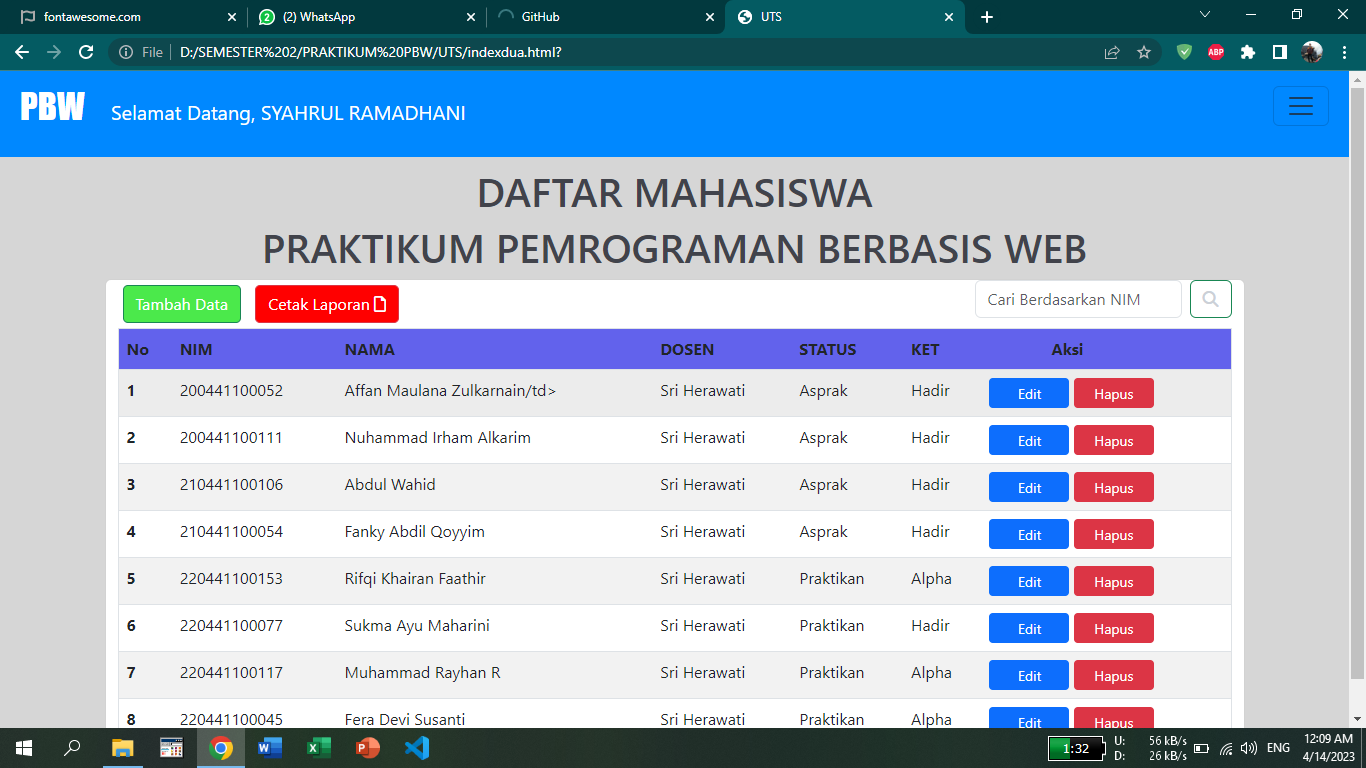 fontawesome.com (2) WhatsApp GitHub UTS
2
File D:/SEMESTER%202/PRAKTIKUM%20PBW/UTS/indexdua.html? ABP
PBW Selamat Datang, SYAHRUL RAMADHANI
DAFTAR MAHASISWA
PRAKTIKUM PEMROGRAMAN BERBASIS WEB
Tambah Data Cetak Laporan Cari Berdasarkan NIM
No NIM NAMA DOSEN STATUS KET Aksi
1 200441100052 Affan Maulana Zulkarnain/td> Sri Herawati Asprak Hadir Edit Hapus
2 200441100111 Nuhammad Irham Alkarim Sri Herawati Asprak Hadir Edit Hapus
3 210441100106 Abdul Wahid Sri Herawati Asprak Hadir Edit Hapus
4 210441100054 Fanky Abdil Qoyyim Sri Herawati Asprak Hadir Edit Hapus
5 220441100153 Rifqi Khairan Faathir Sri Herawati Praktikan Alpha Edit Hapus
6 220441100077 Sukma Ayu Maharini Sri Herawati Praktikan Hadir Edit Hapus
7 220441100117 Muhammad Rayhan R Sri Herawati Praktikan Alpha Edit Hapus
8 220441100045 Fera Devi Susanti Sri Herawati Praktikan Alpha Edit Hapus
1:32 U: 56 kB/s ENG 12:09 AM
D: 26 kB/s 4/14/2023